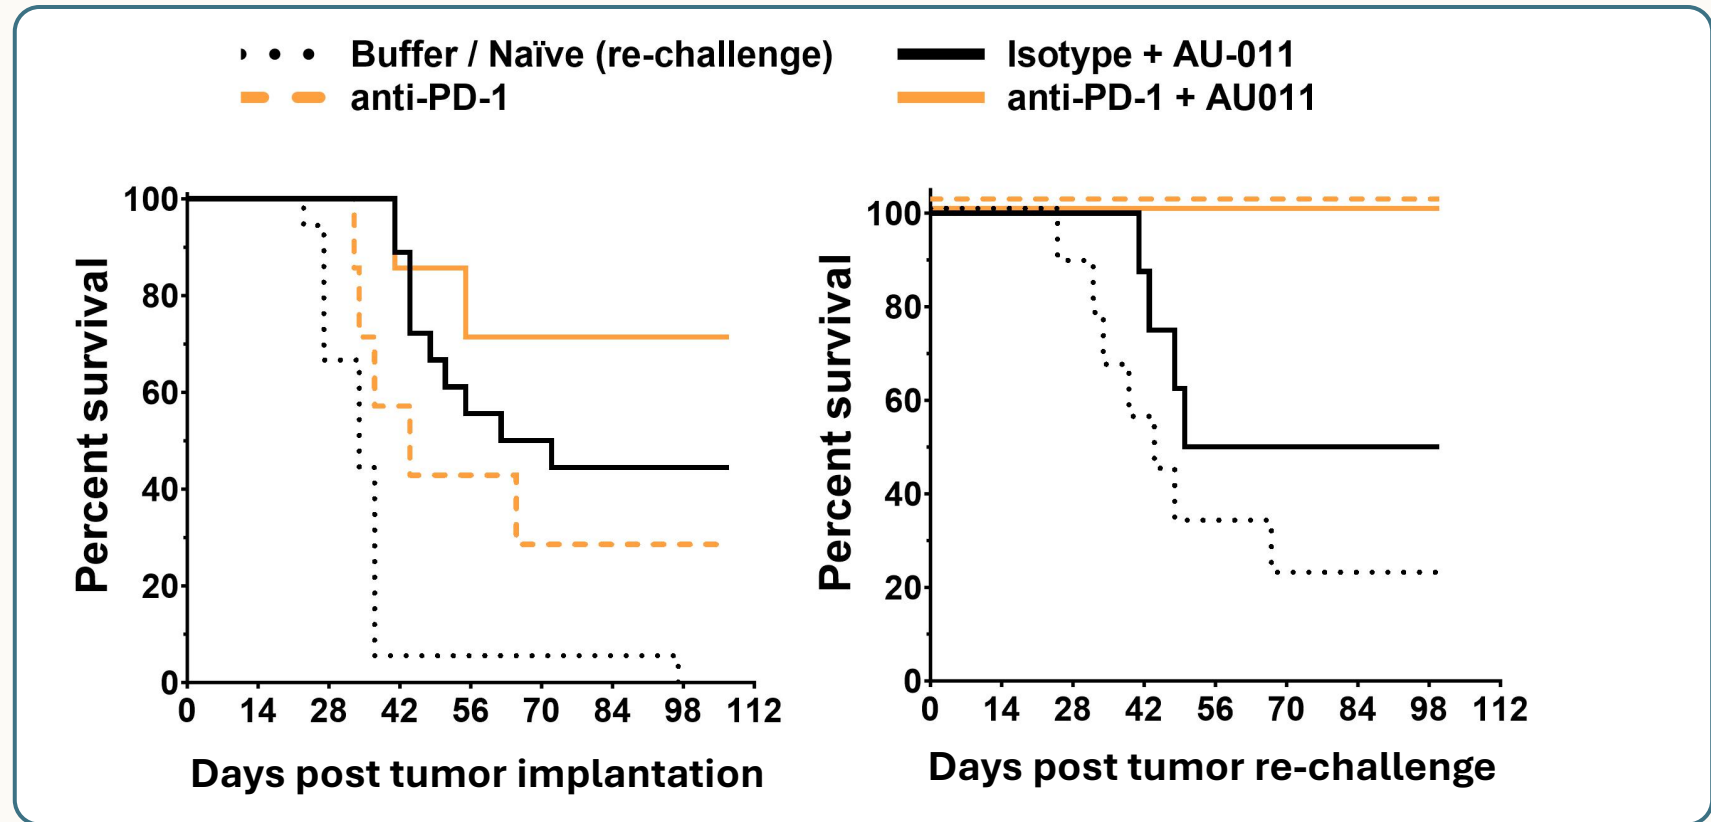 Buffer / Naïve (re-challenge)
anti-PD-1
Isotype + AU-011
anti-PD-1 + AU011
Percent survival
100
80
60
40
20
0
0 14 28 42 56 70 84 98 112
Days post tumor implantation
Percent survival
100
80
60
40
20
0
0 14 28 42 56 70 84 98 112
Days post tumor re-challenge